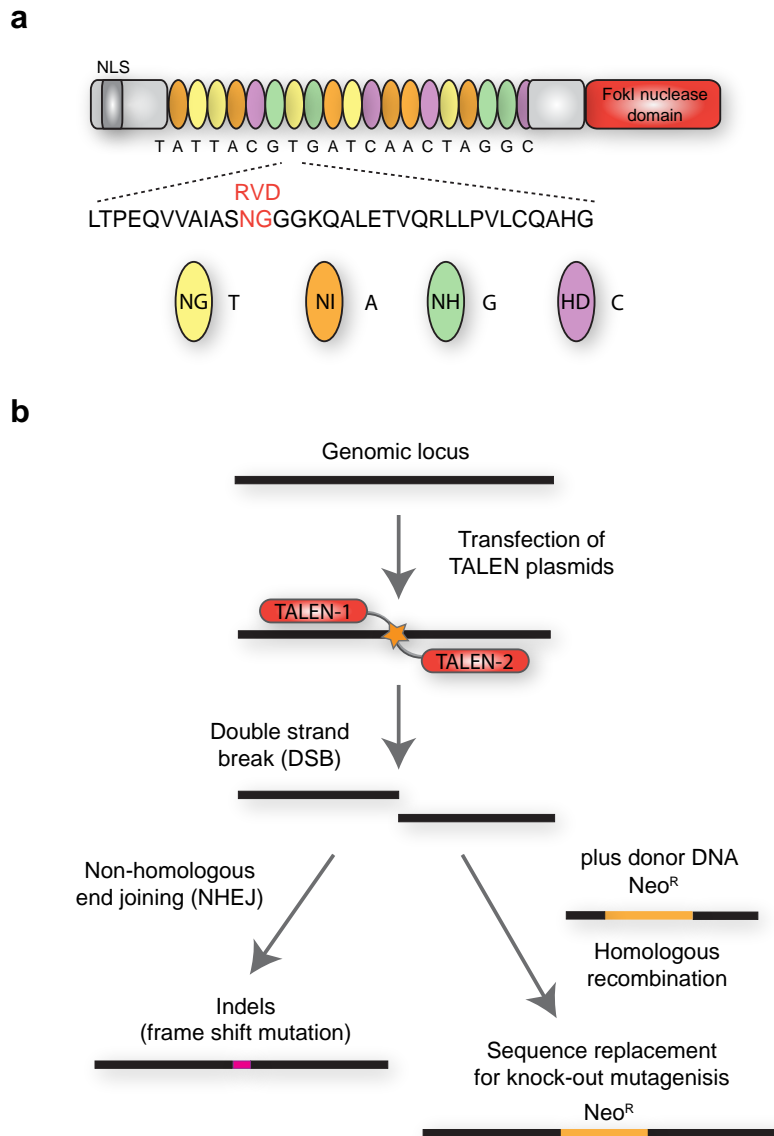 a
NLS
FokI nuclease
domain
T A T T A C G T G A T C A A C T A G G C
RVD
LTPEQVVAIASNGGGKQALETVQRLLPVLCQAHG
NG T NI A NH G HD C
b
Genomic locus
Transfection of
TALEN plasmids
TALEN-1
TALEN-2
Double strand
break (DSB)
Non-homologous
end joining (NHEJ)
plus donor DNA
Neoᴿ
Homologous
recombination
Indels
(frame shift mutation)
Sequence replacement
for knock-out mutagenisis
Neoᴿ